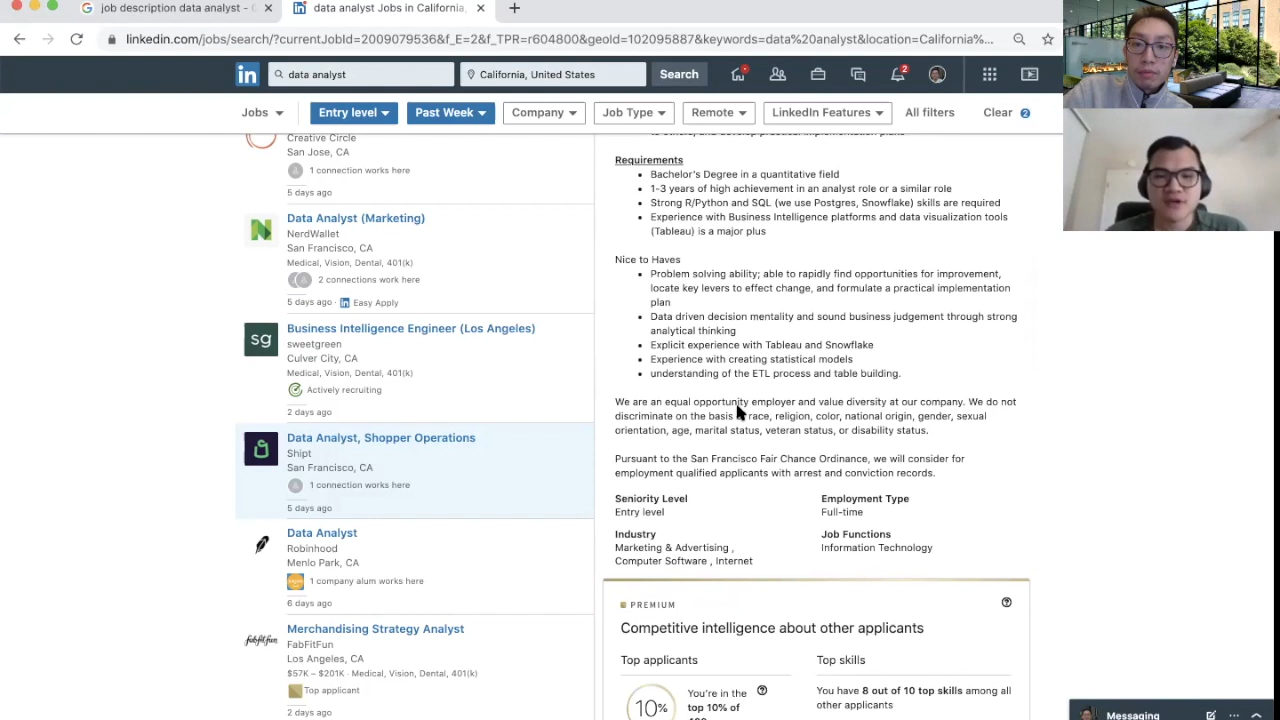 job description data analyst -
data analyst Jobs in California,
linkedin.com/jobs/search/?currentJobId=2009079536&f_E=2&f_TPR=r604800&geoId=102095887&keywords=data%20analyst&location=California%...
in
data analyst
California, United States
Search
2
Jobs
Entry level
Past Week
Company
Job Type
Remote
LinkedIn Features
All filters
Clear
2
Creative Circle
San Jose, CA
1 connection works here
5 days ago
Data Analyst (Marketing)
NerdWallet
San Francisco, CA
Medical, Vision, Dental, 401(k)
2 connections work here
5 days ago · in Easy Apply
sg
Business Intelligence Engineer (Los Angeles)
sweetgreen
Culver City, CA
Medical, Vision, Dental, 401(k)
Actively recruiting
2 days ago
Data Analyst, Shopper Operations
Shipt
San Francisco, CA
1 connection works here
5 days ago
Data Analyst
Robinhood
Menlo Park, CA
1 company alum works here
6 days ago
fabfitfun
Merchandising Strategy Analyst
FabFitFun
Los Angeles, CA
$57K – $201K · Medical, Vision, Dental, 401(k)
Top applicant
2 days ago
to others, and develop practical implementation plans
Requirements
• Bachelor's Degree in a quantitative field
• 1-3 years of high achievement in an analyst role or a similar role
• Strong R/Python and SQL (we use Postgres, Snowflake) skills are required
• Experience with Business Intelligence platforms and data visualization tools
(Tableau) is a major plus
Nice to Haves
• Problem solving ability; able to rapidly find opportunities for improvement,
locate key levers to effect change, and formulate a practical implementation
plan
• Data driven decision mentality and sound business judgement through strong
analytical thinking
• Explicit experience with Tableau and Snowflake
• Experience with creating statistical models
• understanding of the ETL process and table building.
We are an equal opportunity employer and value diversity at our company. We do not
discriminate on the basis race, religion, color, national origin, gender, sexual
orientation, age, marital status, veteran status, or disability status.
Pursuant to the San Francisco Fair Chance Ordinance, we will consider for
employment qualified applicants with arrest and conviction records.
Seniority Level
Entry level
Employment Type
Full-time
Industry
Marketing & Advertising ,
Computer Software , Internet
Job Functions
Information Technology
PREMIUM
Competitive intelligence about other applicants
Top applicants
10%
You're in the
top 10% of
Top skills
You have 8 out of 10 top skills among all
other applicants
Messaging